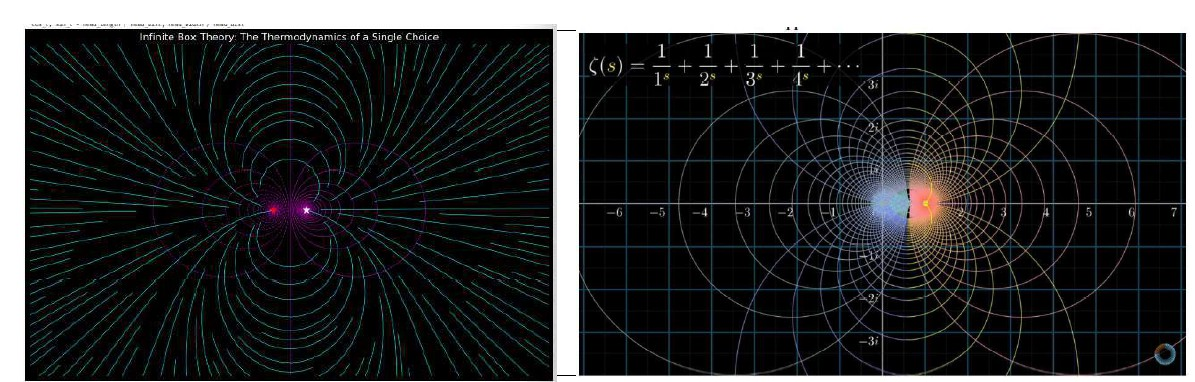 Infinite Box Theory: The Thermodynamics of a Single Choice
ζ(s) = 1/1^s + 1/2^s + 1/3^s + 1/4^s + ⋯
3i
2i
−6 −5 −4 −3 −2 −1 2 3 4 5 6 7
−1i
−2i
−3i